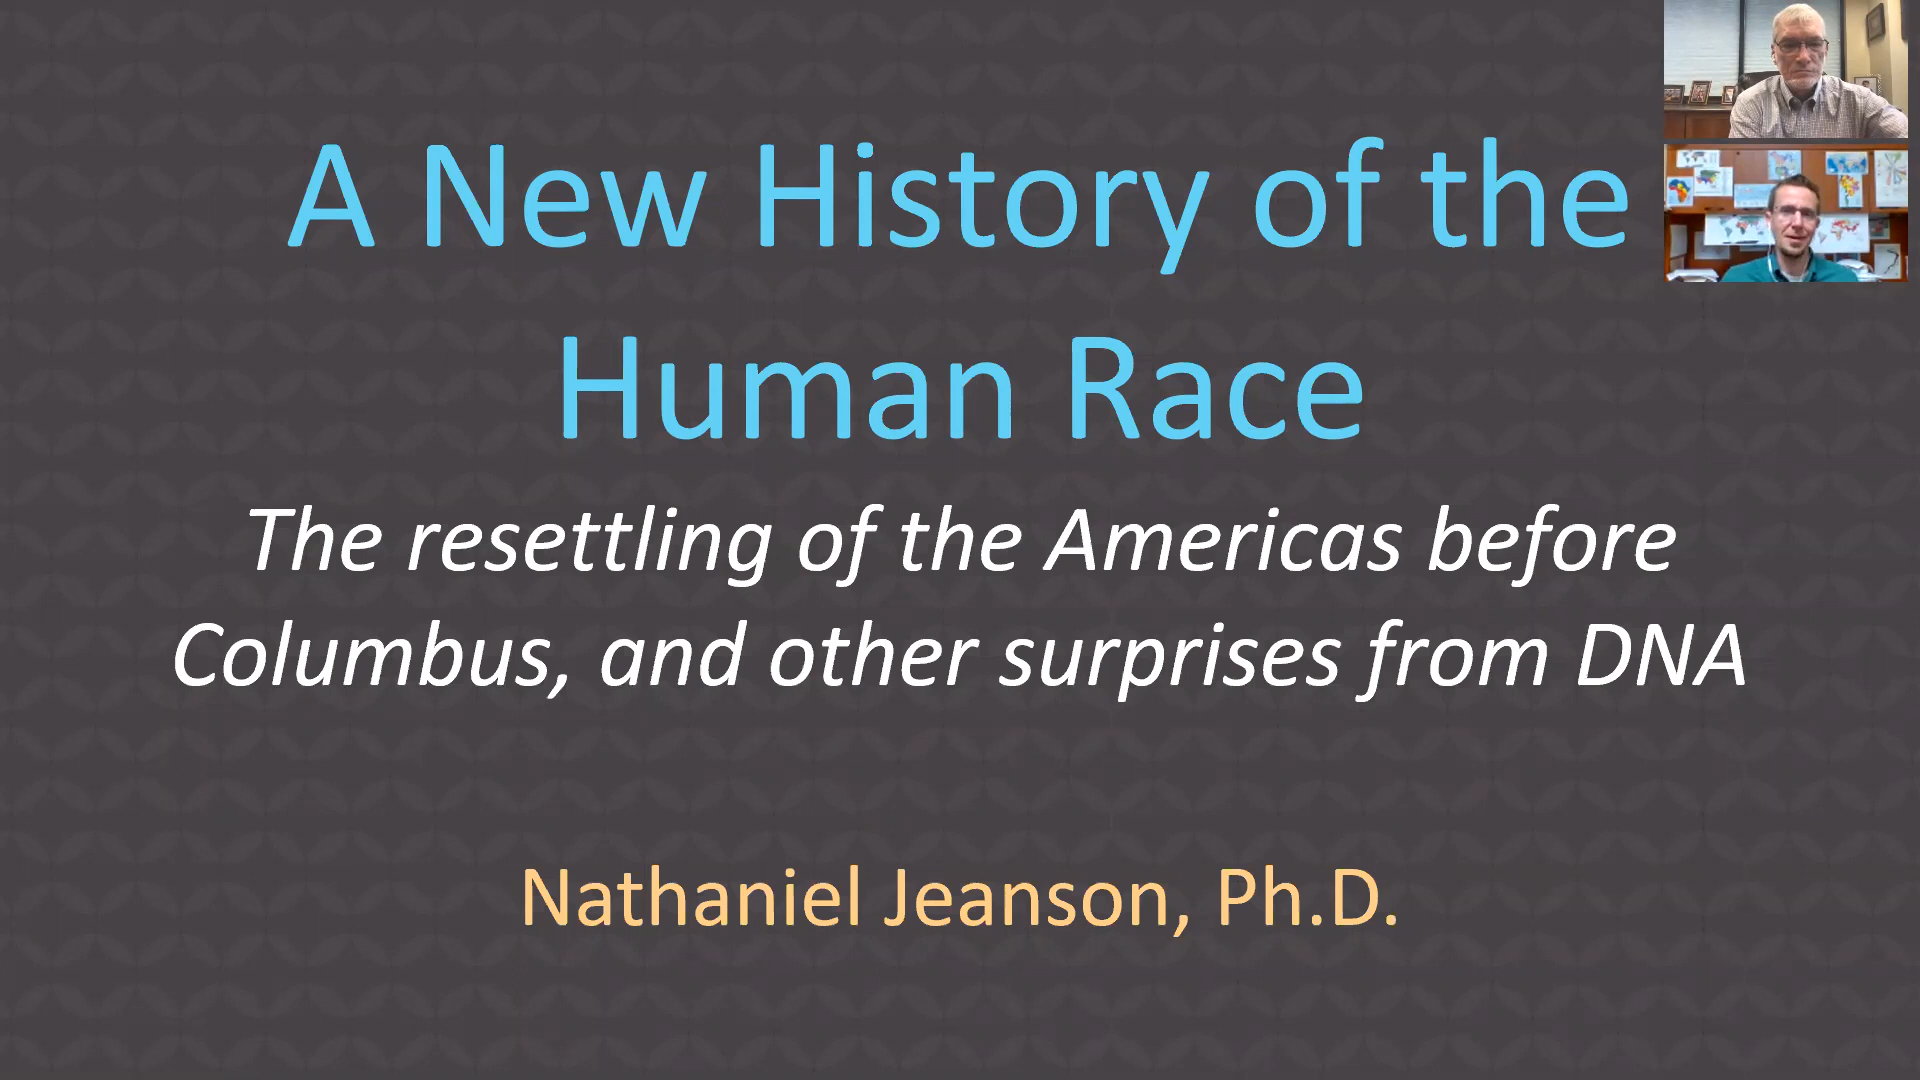 A New History of the
Human Race
The resettling of the Americas before
Columbus, and other surprises from DNA
Nathaniel Jeanson, Ph.D.